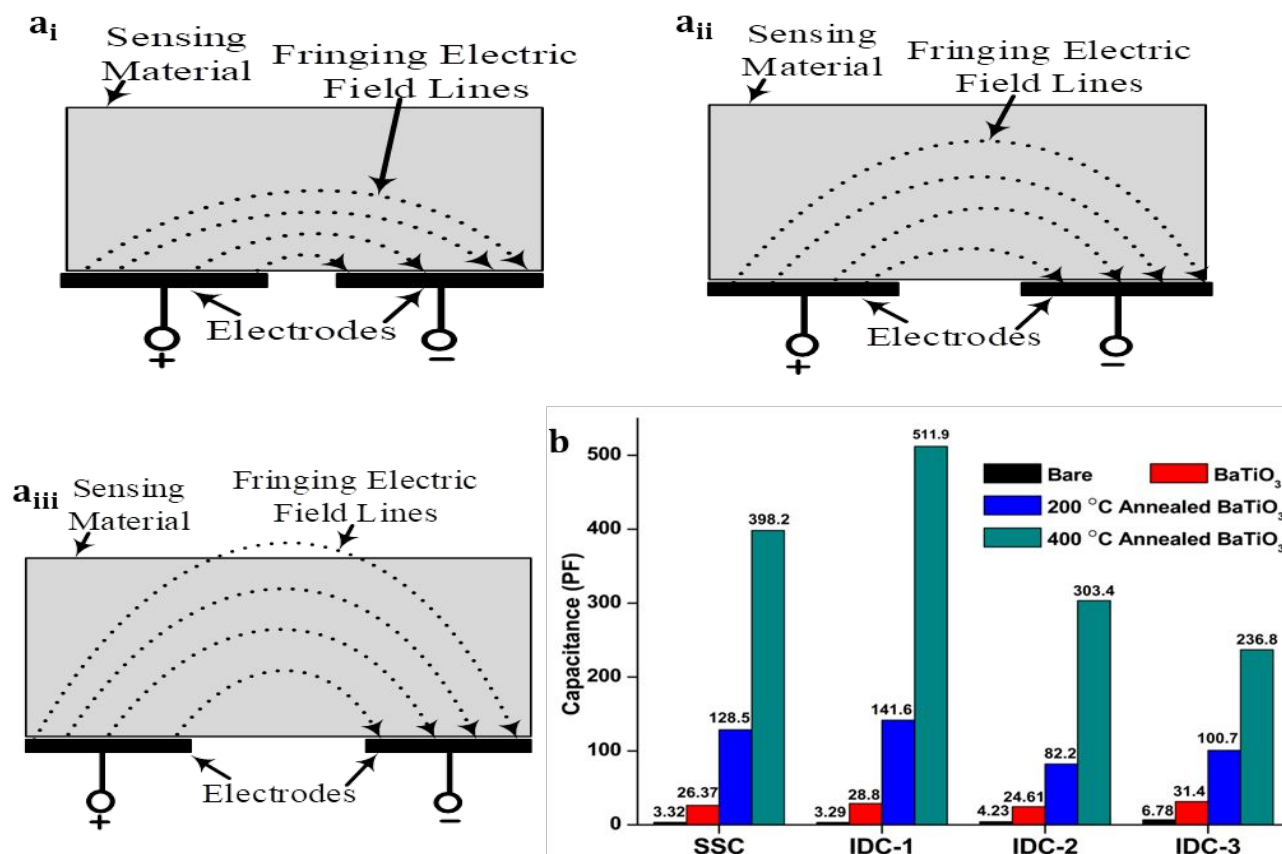 ai
Sensing
Material
Fringing Electric
Field Lines
Electrodes
+
−
aii
Sensing
Material
Fringing Electric
Field Lines
Electrodes
+
−
aiii
Sensing
Material
Fringing Electric
Field Lines
Electrodes
+
−
b
Capacitance (PF)
500
400
300
200
100
0
Bare
BaTiO3
200 °C Annealed BaTiO3
400 °C Annealed BaTiO3
3.32
26.37
128.5
398.2
3.29
28.8
141.6
511.9
4.23
24.61
82.2
303.4
6.78
31.4
100.7
236.8
SSC
IDC-1
IDC-2
IDC-3